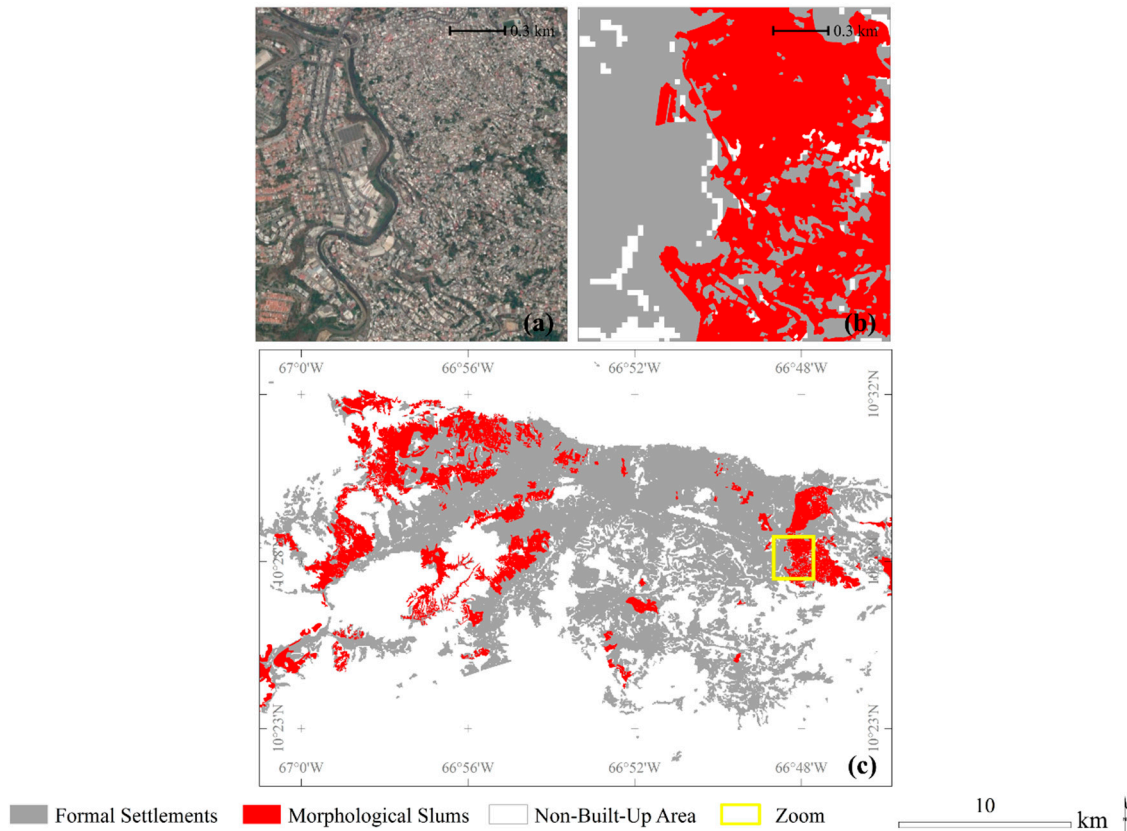 0.3 km
(a)
0.3 km
(b)
67°0'W 66°56'W 66°52'W 66°48'W
10°32'N
10°28'N
10°23'N 10°23'N
67°0'W 66°56'W 66°52'W 66°48'W
(c)
Formal Settlements Morphological Slums Non-Built-Up Area Zoom
10
km